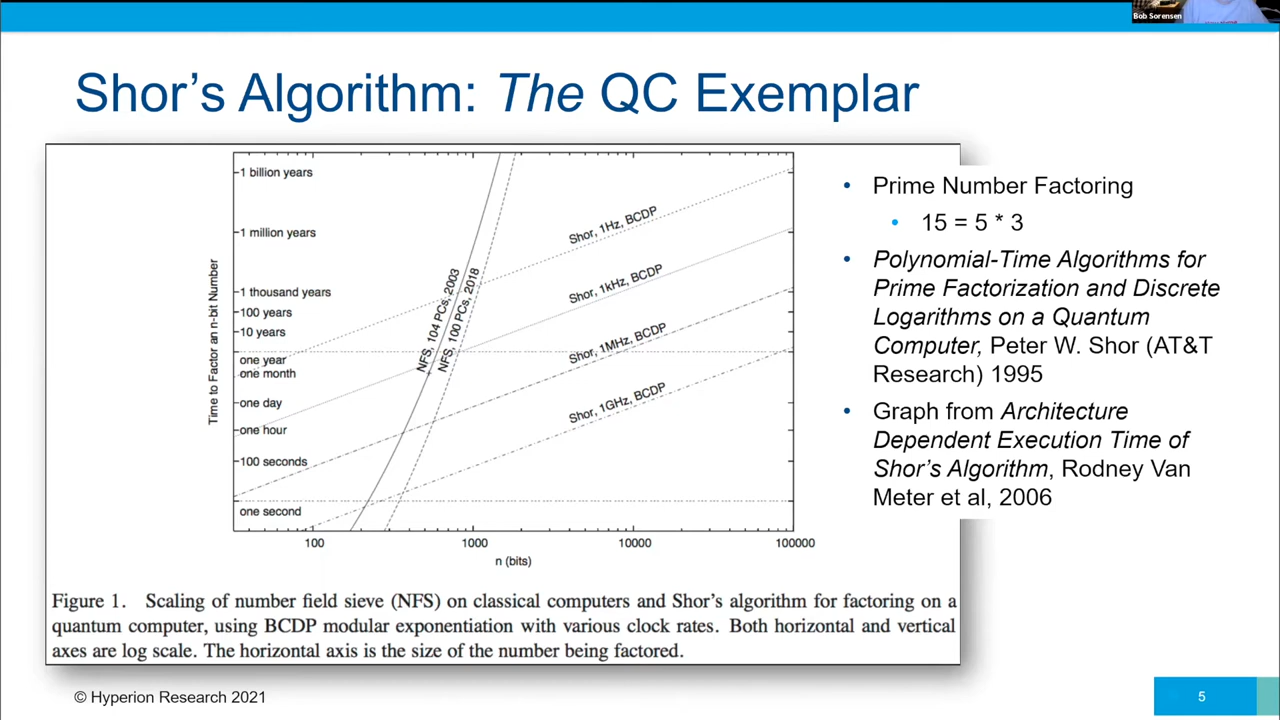 Bob Sorensen
Shor's Algorithm: The QC Exemplar
1 billion years
1 million years
1 thousand years
100 years
10 years
one year
one month
one day
one hour
100 seconds
one second
Time to Factor an n-bit Number
NFS, 104 PCs, 2003
NFS, 100 PCs, 2018
Shor, 1Hz, BCDP
Shor, 1kHz, BCDP
Shor, 1MHz, BCDP
Shor, 1GHz, BCDP
100
1000
10000
100000
n (bits)
Figure 1. Scaling of number field sieve (NFS) on classical computers and Shor's algorithm for factoring on a
quantum computer, using BCDP modular exponentiation with various clock rates. Both horizontal and vertical
axes are log scale. The horizontal axis is the size of the number being factored.
• Prime Number Factoring
• 15 = 5 * 3
• Polynomial-Time Algorithms for
Prime Factorization and Discrete
Logarithms on a Quantum
Computer, Peter W. Shor (AT&T
Research) 1995
• Graph from Architecture
Dependent Execution Time of
Shor's Algorithm, Rodney Van
Meter et al, 2006
© Hyperion Research 2021
5